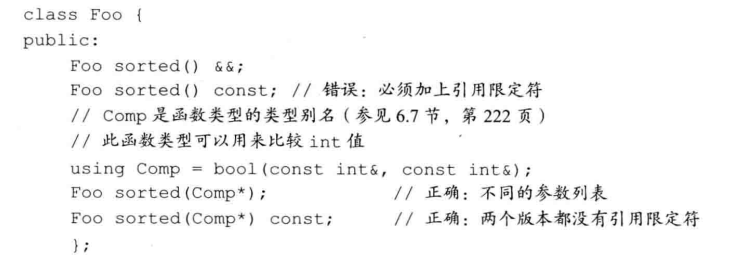 class Foo {
public:
    Foo sorted() &&;
    Foo sorted() const; // 错误：必须加上引用限定符
    // Comp 是函数类型的类型别名（参见 6.7 节，第 222 页）
    // 此函数类型可以用来比较 int 值
    using Comp = bool(const int&, const int&);
    Foo sorted(Comp*);              // 正确：不同的参数列表
    Foo sorted(Comp*) const;        // 正确：两个版本都没有引用限定符
    };